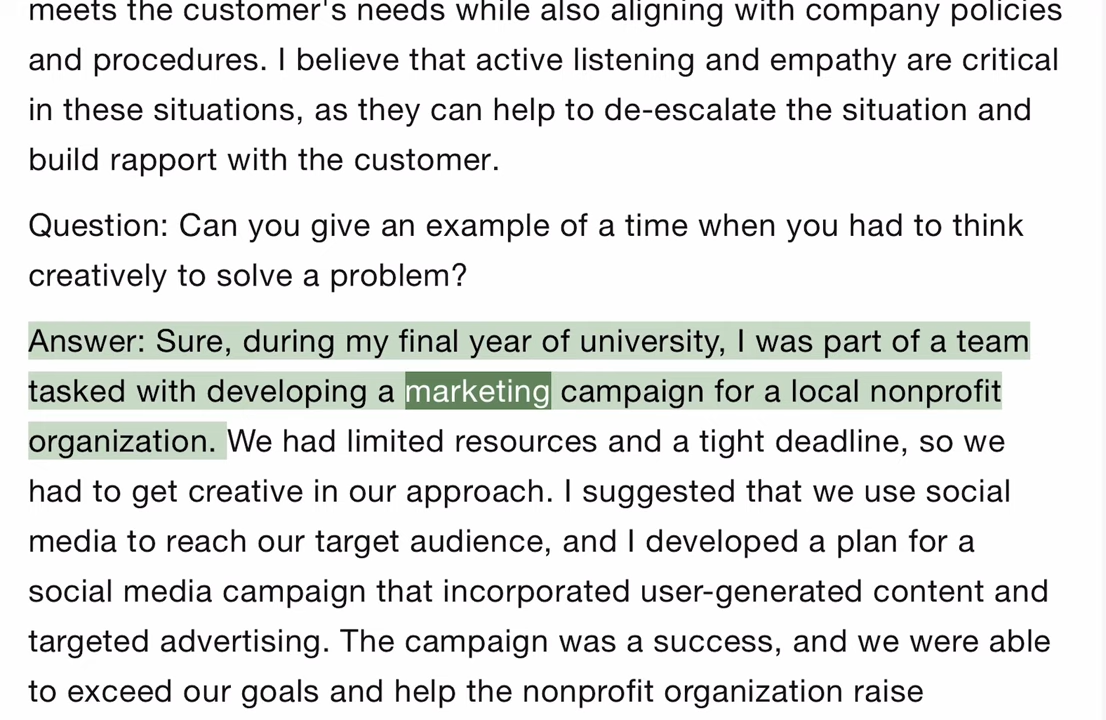 meets the customer's needs while also aligning with company policies
and procedures. I believe that active listening and empathy are critical
in these situations, as they can help to de-escalate the situation and
build rapport with the customer.
Question: Can you give an example of a time when you had to think
creatively to solve a problem?
Answer: Sure, during my final year of university, I was part of a team
tasked with developing a marketing campaign for a local nonprofit
organization. We had limited resources and a tight deadline, so we
had to get creative in our approach. I suggested that we use social
media to reach our target audience, and I developed a plan for a
social media campaign that incorporated user-generated content and
targeted advertising. The campaign was a success, and we were able
to exceed our goals and help the nonprofit organization raise